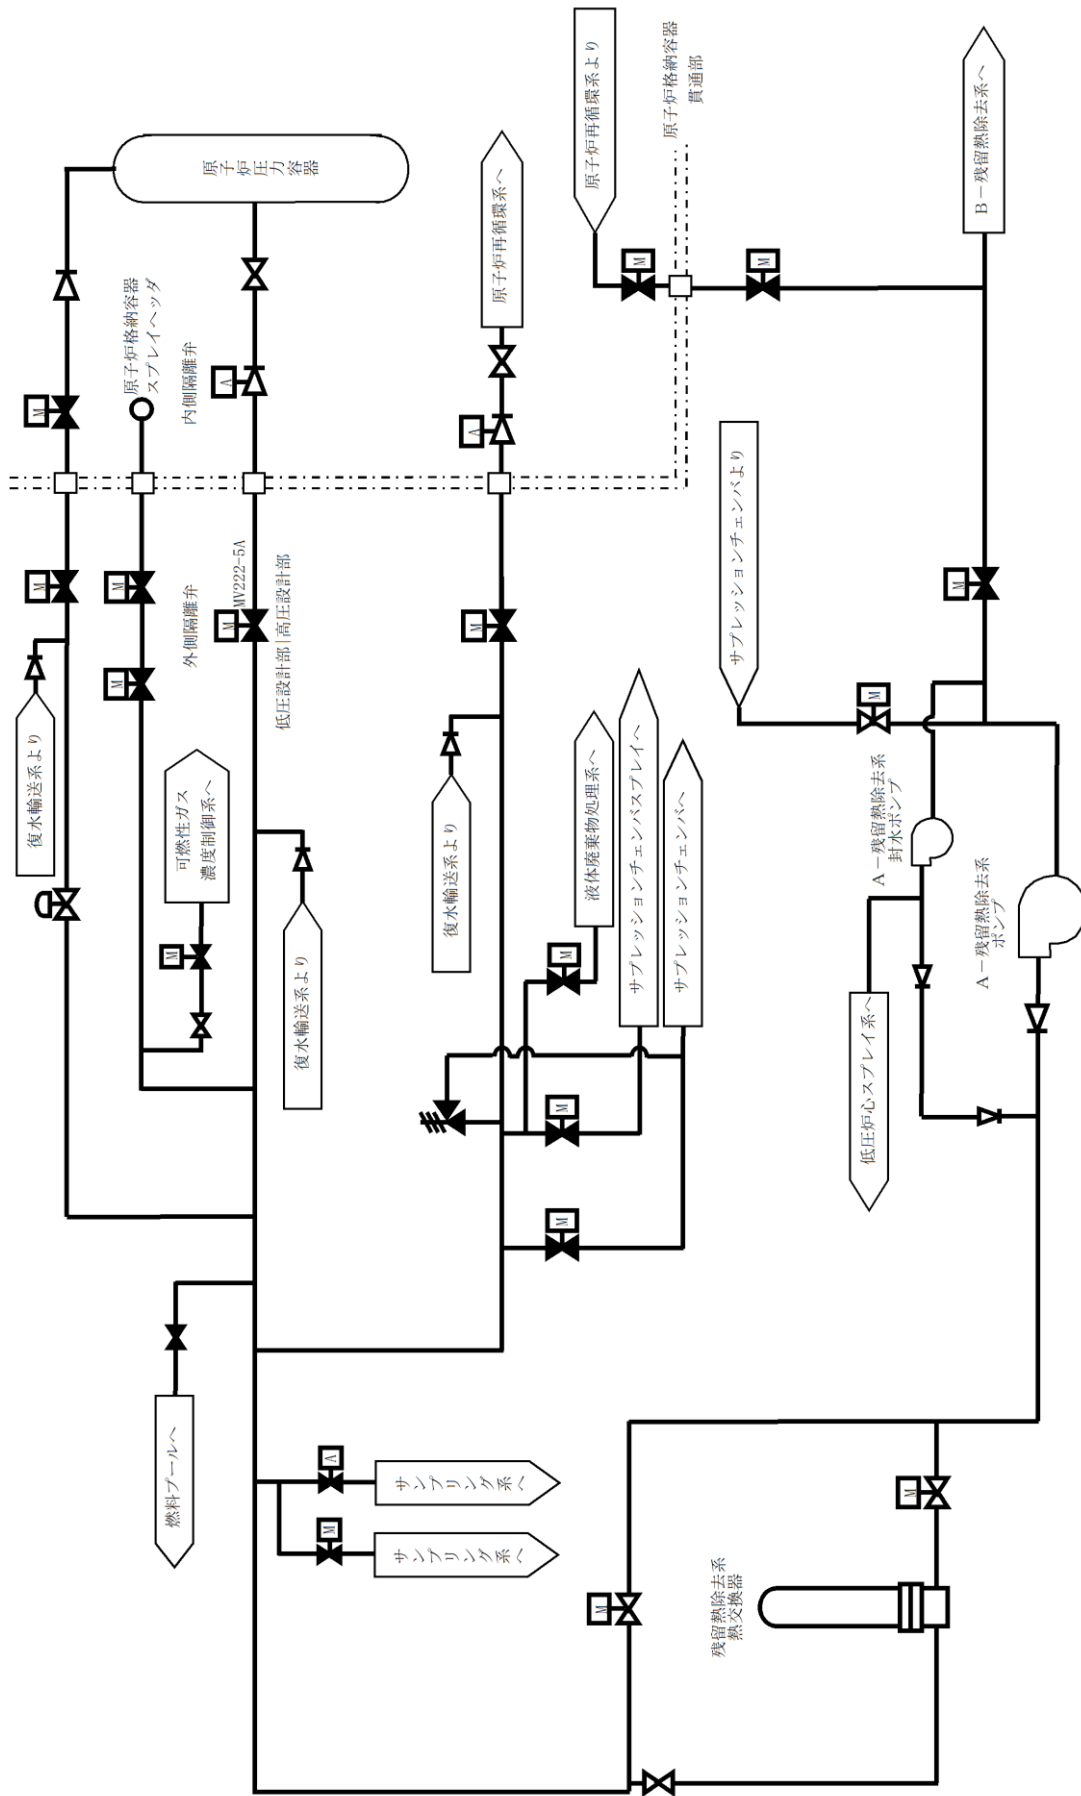 原子炉圧力容器
原子炉格納容器
スプレイヘッダ
内側隔離弁
原子炉再循環系へ
原子炉再循環系より
原子炉格納容器
貫通部
B－残留熱除去系へ
M
A
A
M
M
復水輸送系より
M
M
M
外側隔離弁
M
MV222-5A
低圧設計部|高圧設計部
M
サプレッションチェンバより
M
M
可燃性ガス
濃度制御系へ
M
復水輸送系より
復水輸送系より
液体廃棄物処理系へ
M
サプレッションチェンバスプレイへ
M
サプレッションチェンバへ
M
A－残留熱除去系
封水ポンプ
A－残留熱除去系
ポンプ
低圧炉心スプレイ系へ
燃料プールへ
A
サンプリング系へ
M
サンプリング系へ
M
M
残留熱除去系
熱交換器